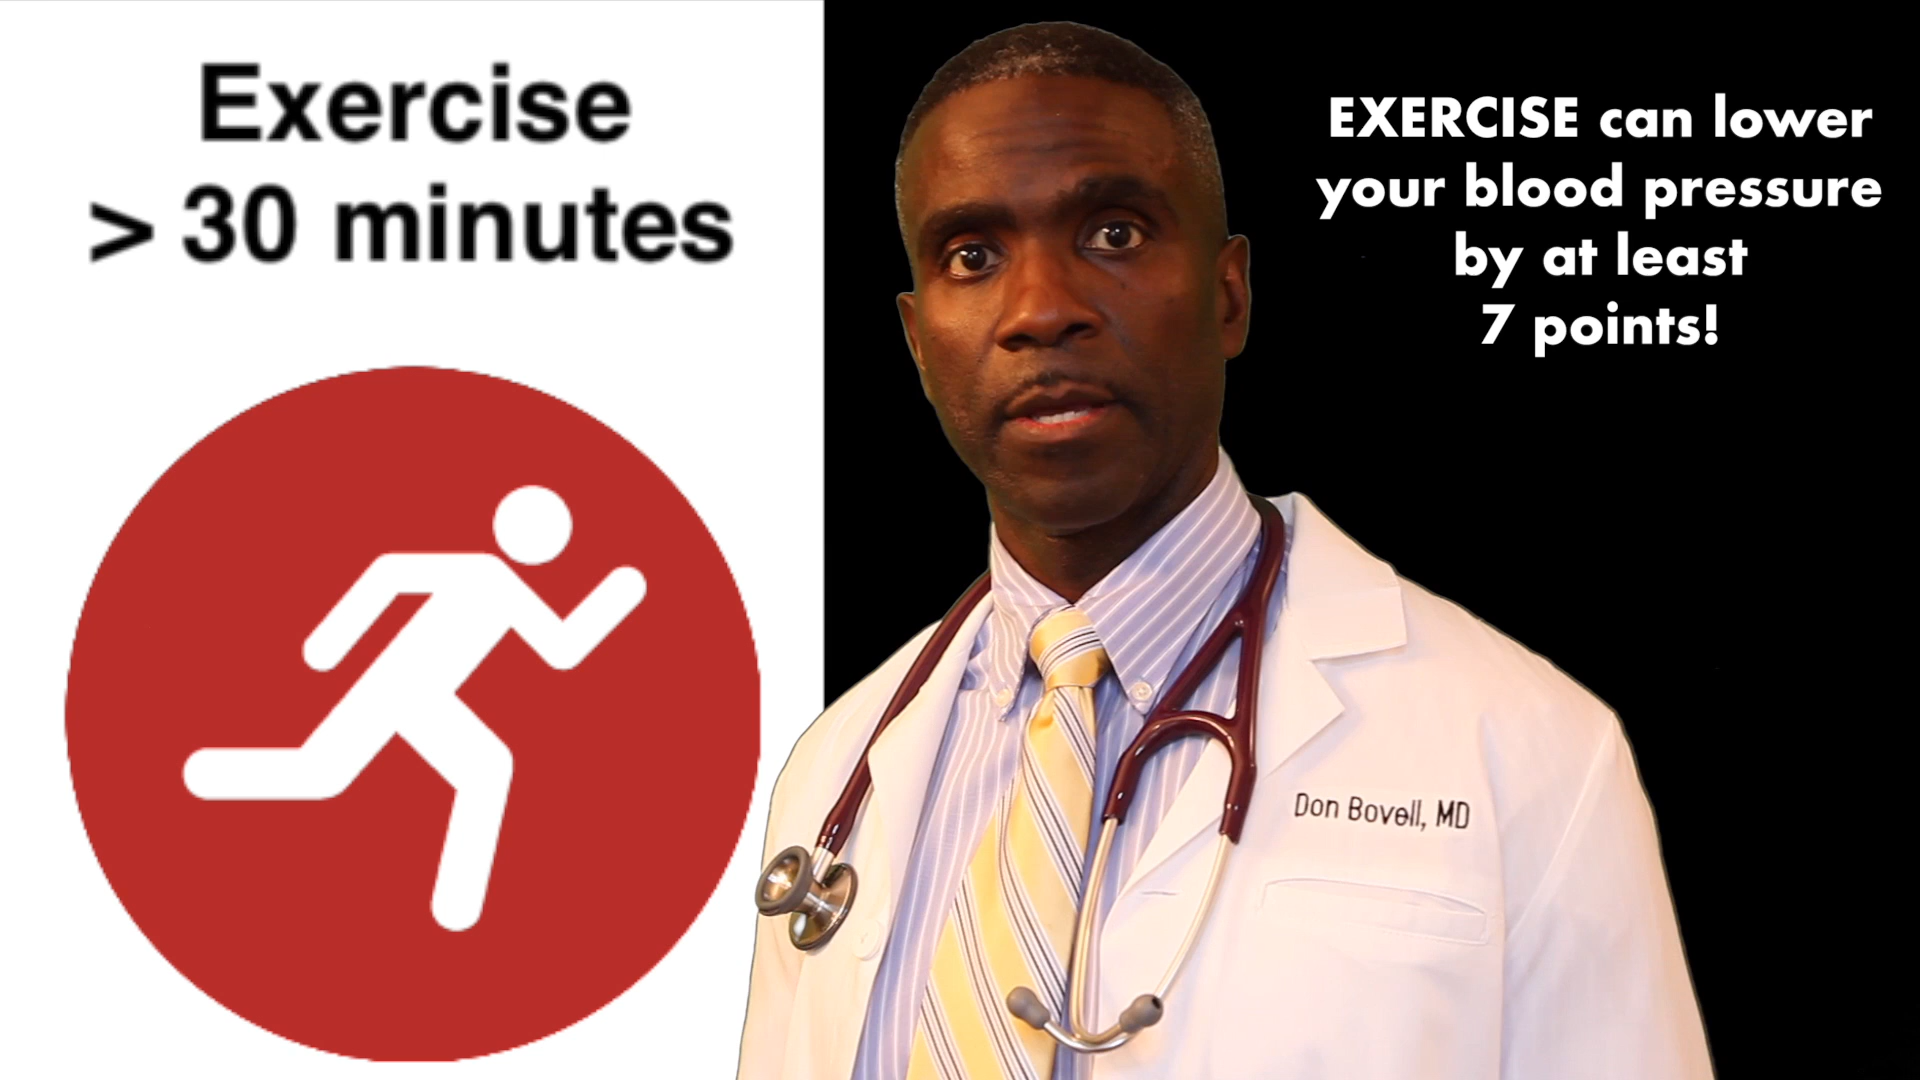 Exercise
> 30 minutes
EXERCISE can lower
your blood pressure
by at least
7 points!
Don Bovell, MD